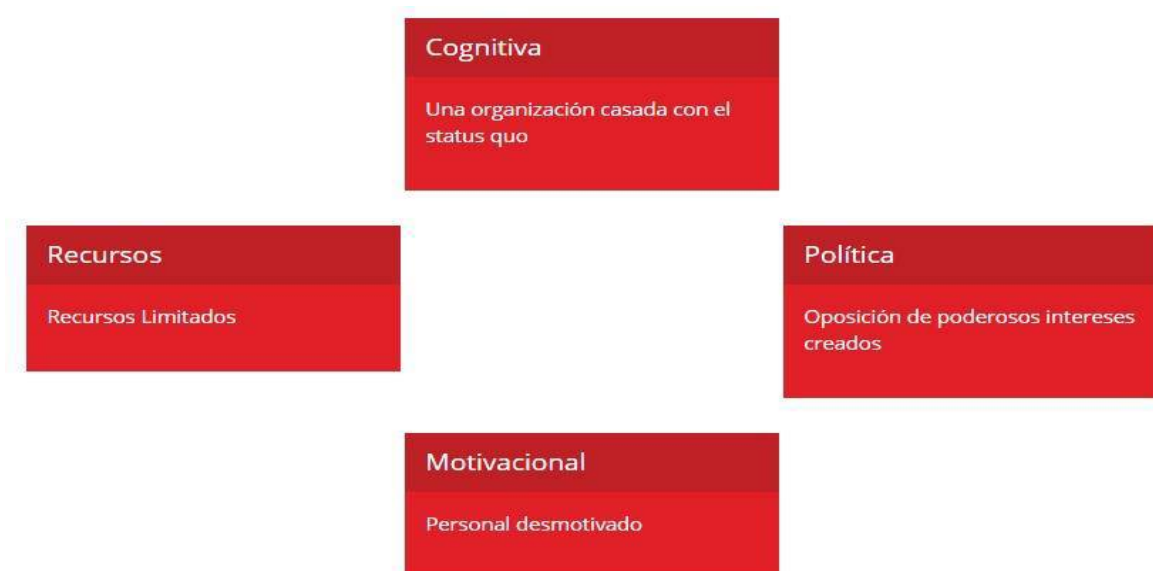 Cognitiva
Una organización casada con el
status quo
Recursos
Recursos Limitados
Política
Oposición de poderosos intereses
creados
Motivacional
Personal desmotivado